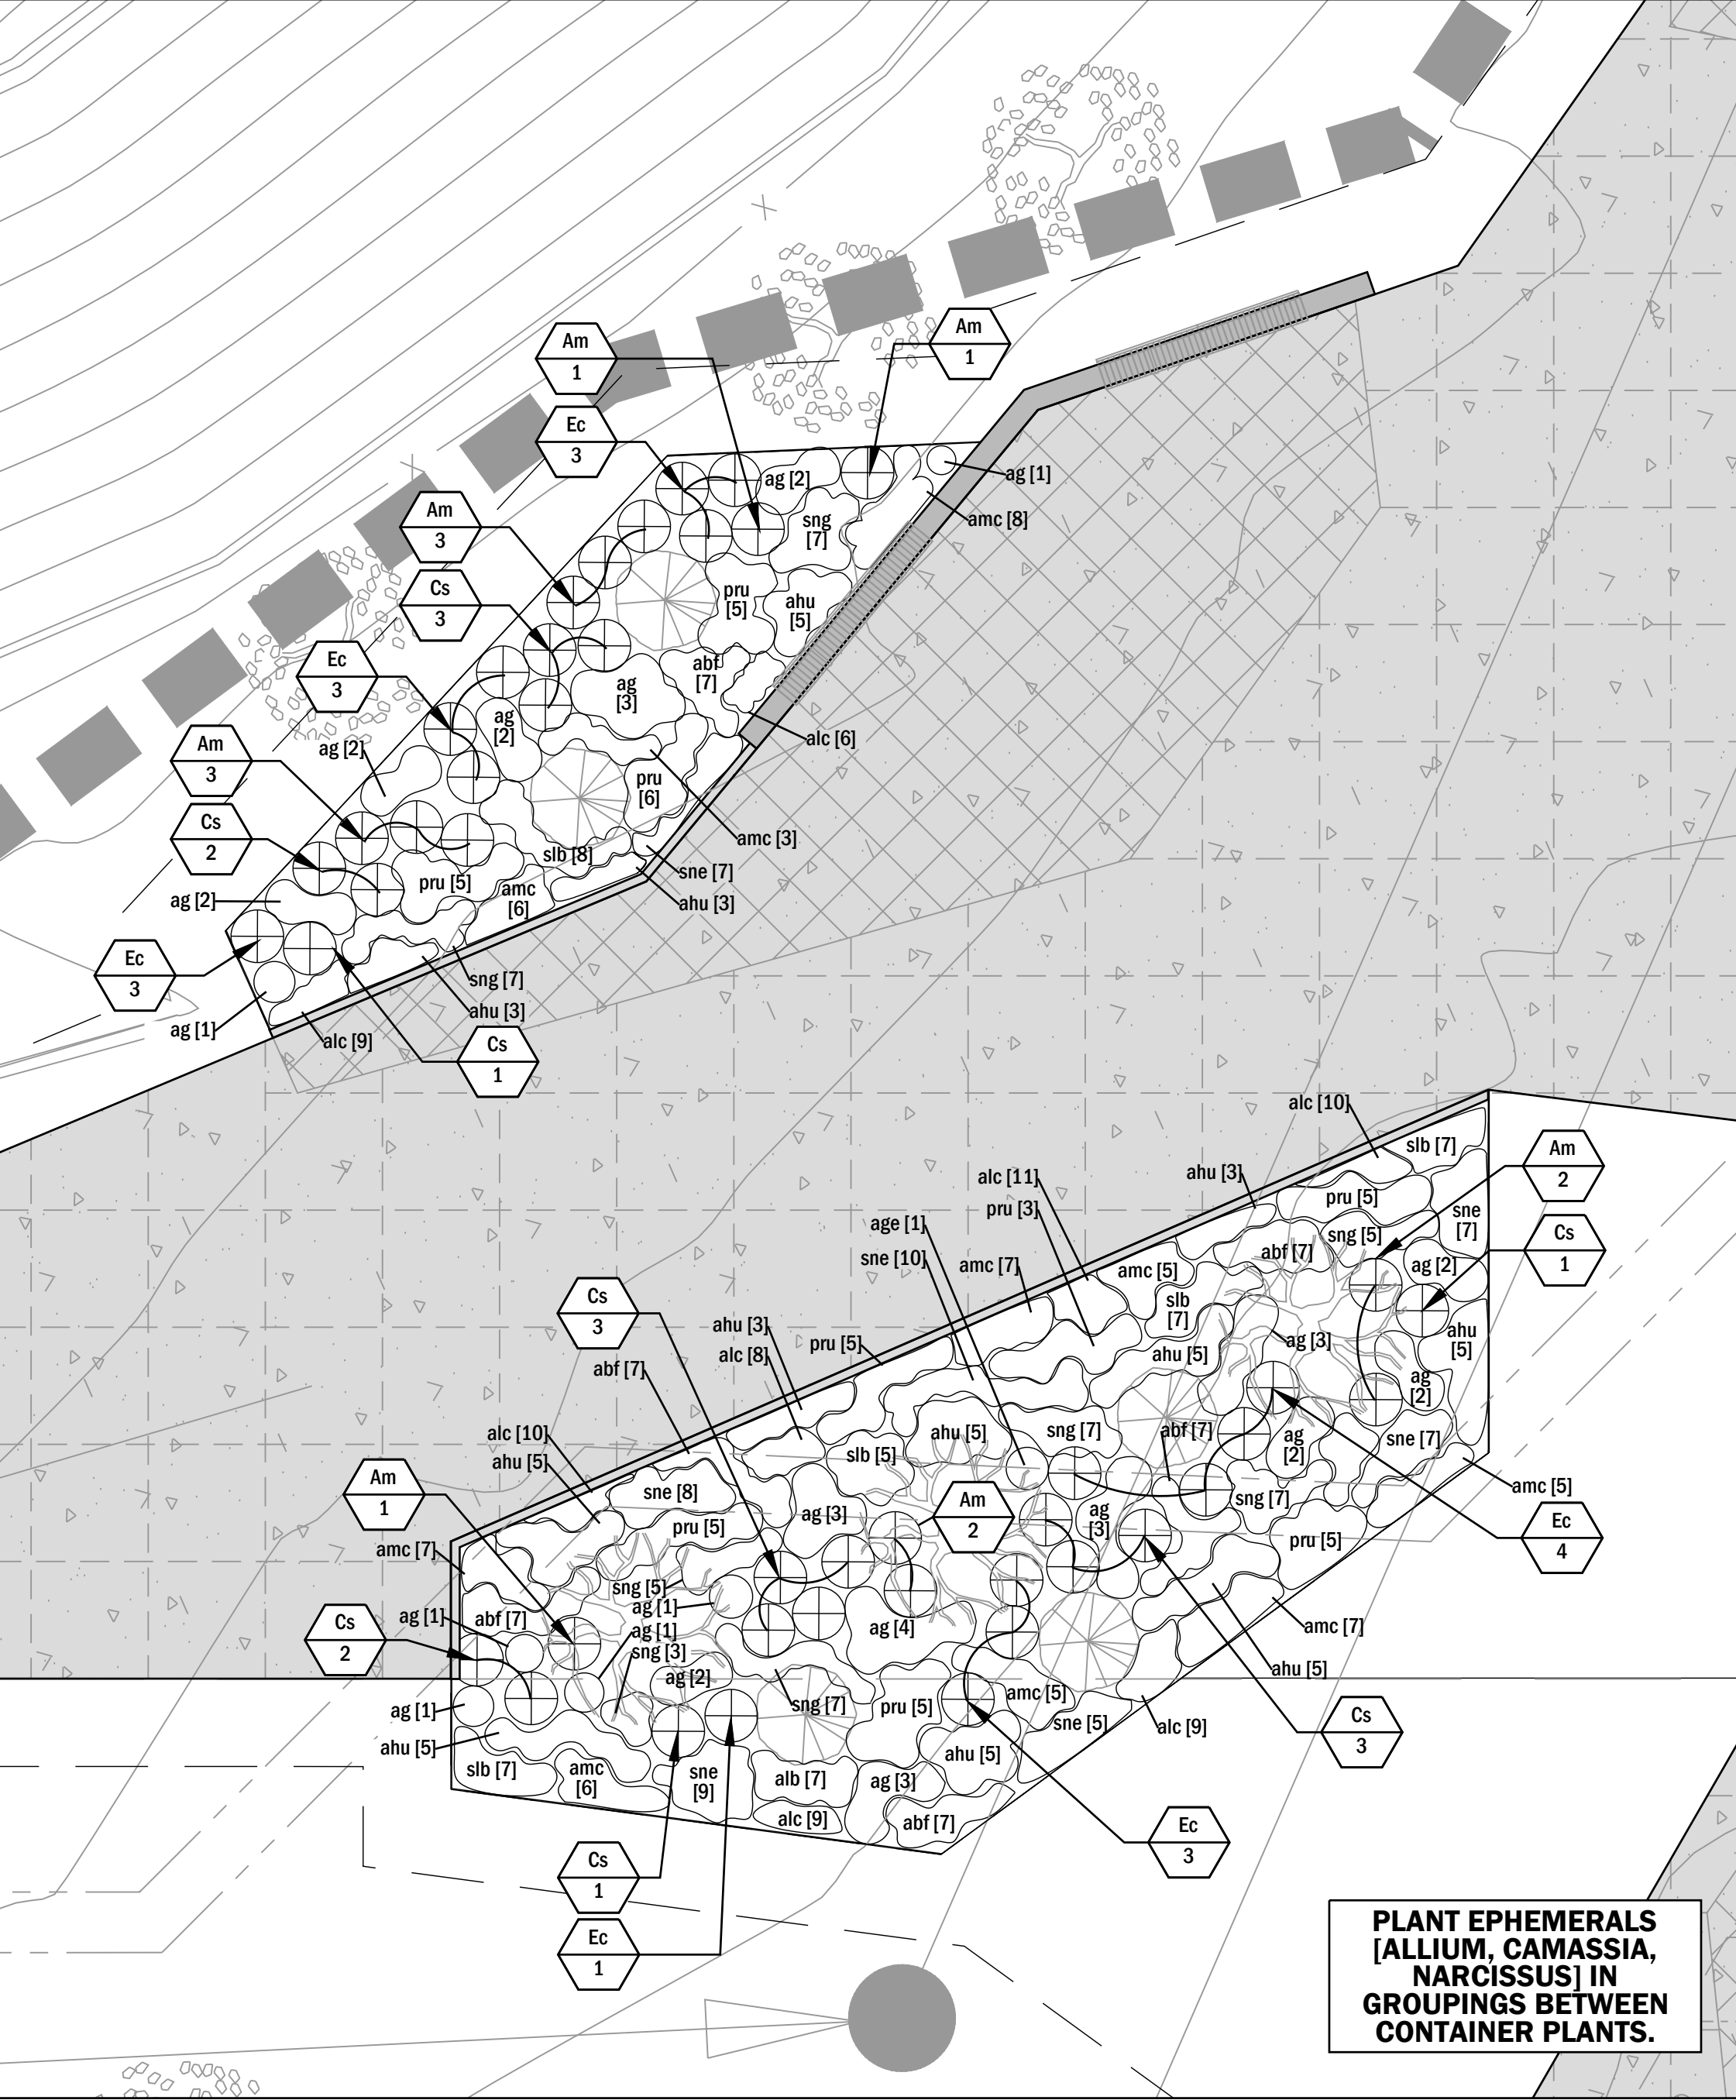 Am
1
Am
1
Ec
3
ag [2]
ag [1]
Am
3
sng
[7]
amc [8]
Cs
3
pru
[5]
ahu
[5]
Ec
3
abf
[7]
ag
[3]
ag
[2]
alc [6]
Am
3
ag [2]
pru
[6]
Cs
2
amc [3]
slb [8]
sne [7]
pru [5]
amc
[6]
ag [2]
ahu [3]
Ec
3
sng [7]
ahu [3]
ag [1]
alc [9]
Cs
1
alc [10]
slb [7]
Am
2
alc [11]
ahu [3]
pru [5]
pru [3]
sne
[7]
age [1]
sng [5]
Cs
1
sne [10]
amc [7]
abf [7]
amc [5]
ag [2]
Cs
3
slb
[7]
ahu [3]
pru [5]
ag [3]
ahu
[5]
alc [8]
ahu [5]
abf [7]
ag
[2]
alc [10]
ahu [5]
slb [5]
ahu [5]
sng [7]
abf [7]
ag
[2]
sne [7]
Am
1
sne [8]
amc [5]
Am
2
ag [3]
ag
[3]
sng [7]
pru [5]
Ec
4
pru [5]
amc [7]
sng [5]
ag [1]
Cs
2
ag [1]
abf [7]
ag [1]
ag [4]
amc [7]
sng [3]
ag [2]
ahu [5]
ag [1]
sng [7]
pru [5]
amc [5]
sne [5]
alc [9]
Cs
3
ahu [5]
slb [7]
amc
[6]
sne
[9]
alb [7]
ag [3]
ahu [5]
alc [9]
abf [7]
Ec
3
Cs
1
Ec
1
PLANT EPHEMERALS
[ALLIUM, CAMASSIA,
NARCISSUS] IN
GROUPINGS BETWEEN
CONTAINER PLANTS.